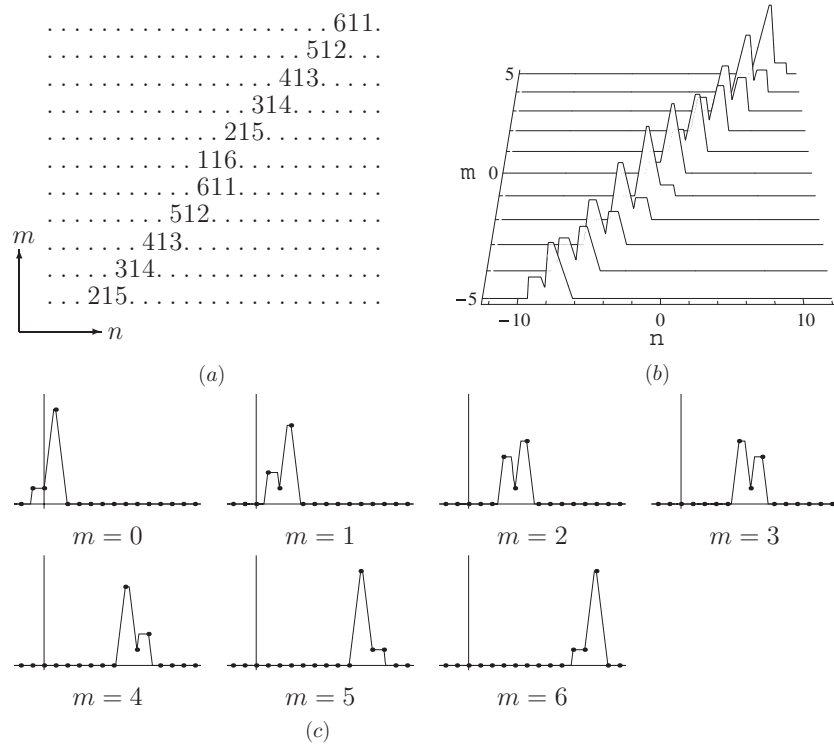 . . . . . . . . . . . . . . . . . . . . . 611 .
. . . . . . . . . . . . . . . . . . . 512 . . .
. . . . . . . . . . . . . . . . . 413 . . . . .
. . . . . . . . . . . . . . . 314 . . . . . . .
. . . . . . . . . . . . . 215 . . . . . . . . .
. . . . . . . . . . . 116 . . . . . . . . . . .
. . . . . . . . . . . 611 . . . . . . . . . . .
. . . . . . . . . 512 . . . . . . . . . . . . .
. . . . . . . 413 . . . . . . . . . . . . . . .
. . . . . 314 . . . . . . . . . . . . . . . . .
. . . 215 . . . . . . . . . . . . . . . . . . .
m
n
(a)
5
m 0
−5
−10 0 10
n
(b)
m = 0 m = 1 m = 2 m = 3
m = 4 m = 5 m = 6
(c)